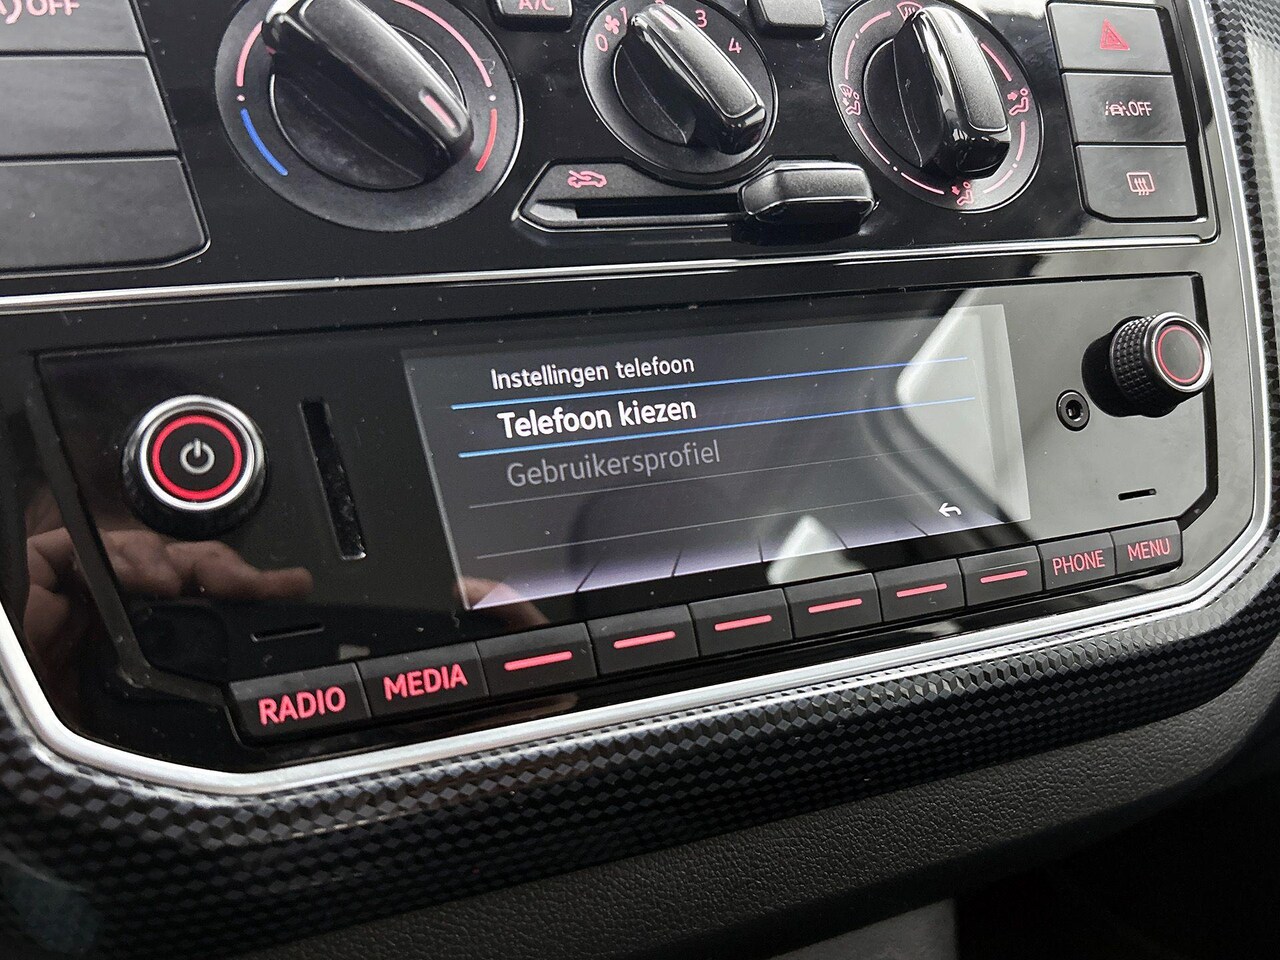 OFF
A/C
0
1
3
4
OFF
Instellingen telefoon
Telefoon kiezen
Gebruikersprofiel
RADIO
MEDIA
PHONE
MENU